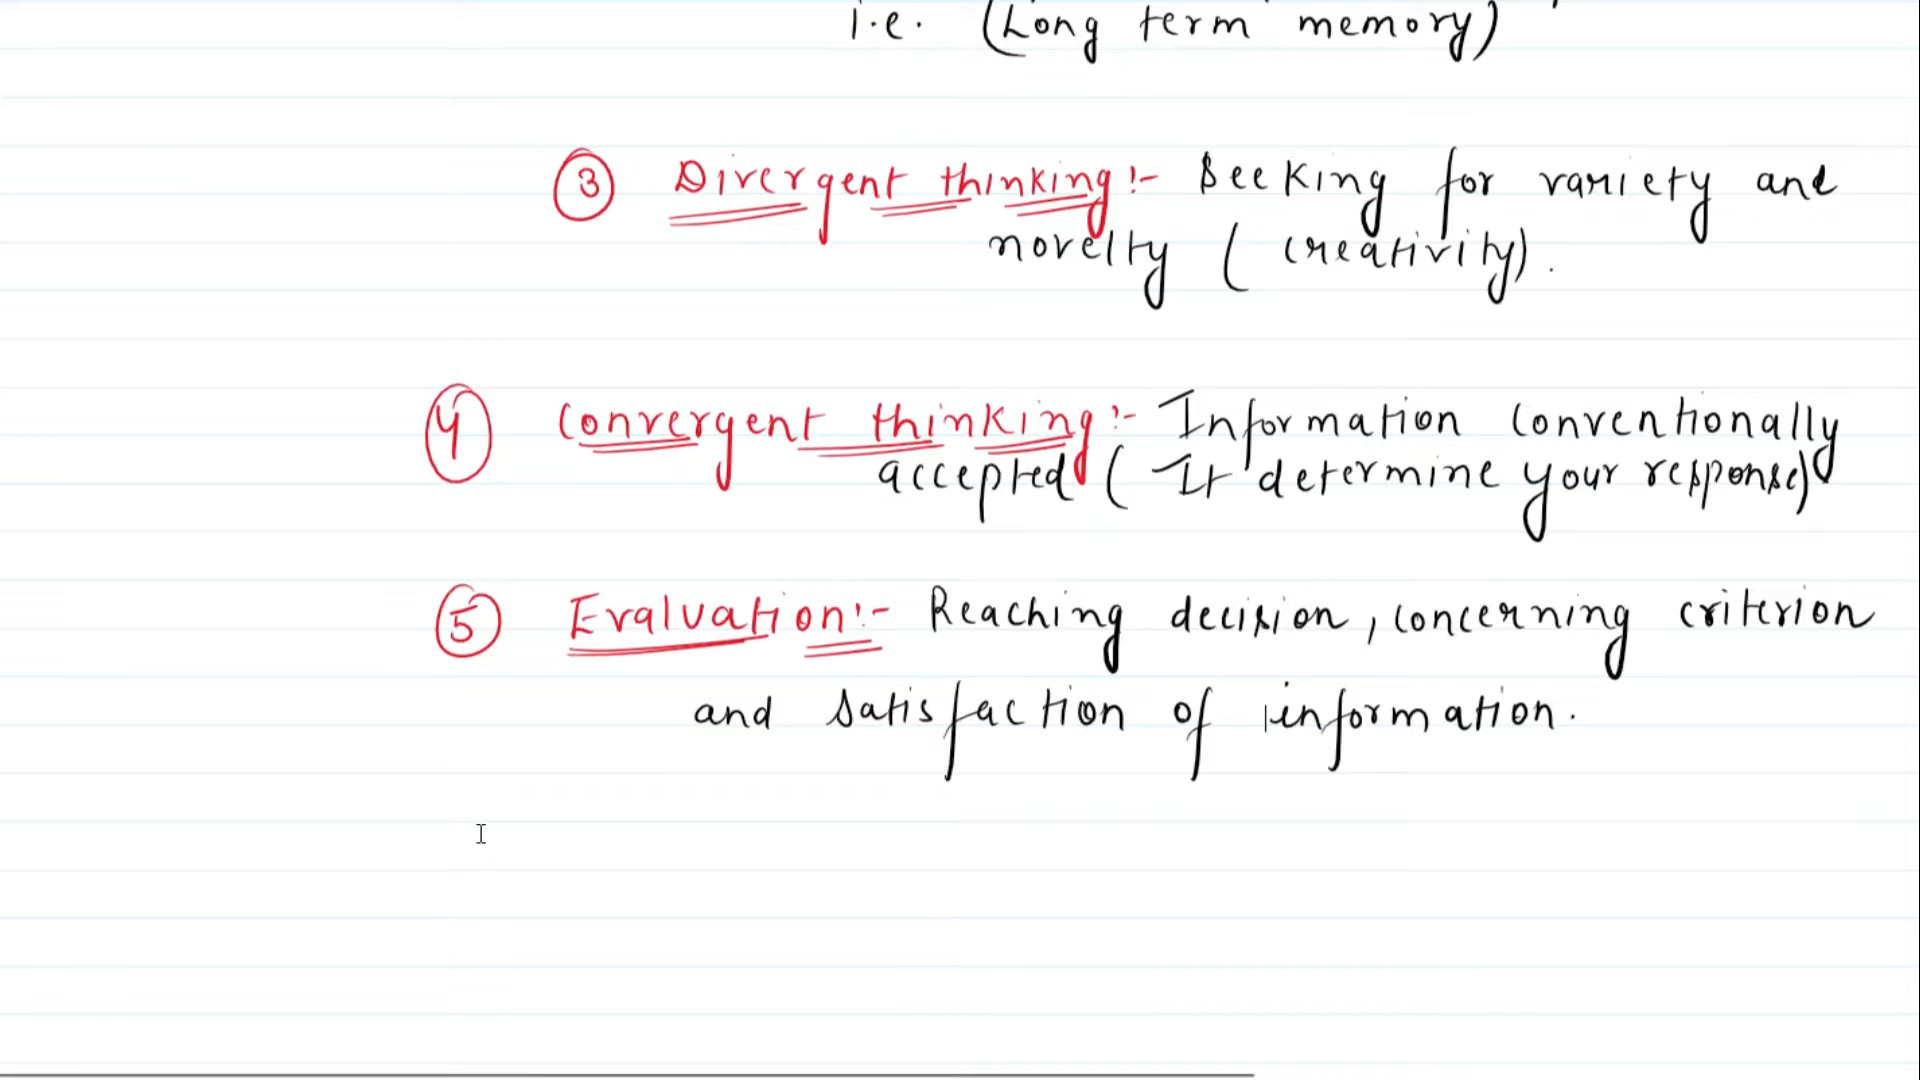 i.e. (Long term memory)
③ Divergent thinking:- Seeking for variety and
novelty (creativity).
④ Convergent thinking:- Information conventionally
accepted (It determine your response)
⑤ Evaluation:- Reaching decision, concerning criterion
and satisfaction of information.